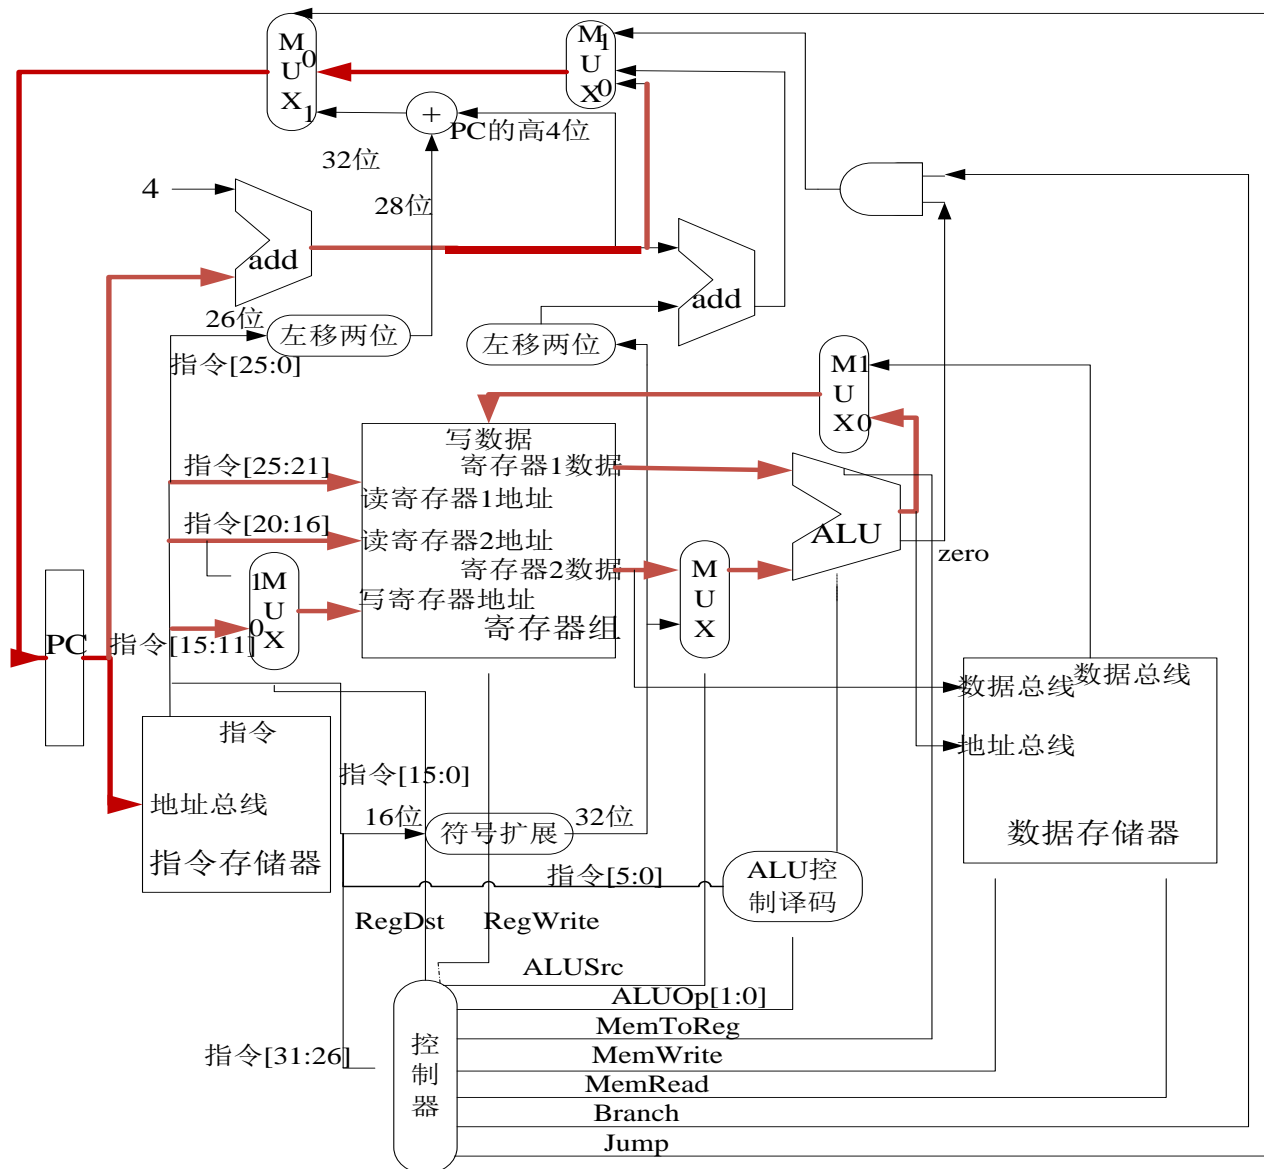 M
U
X
0
1
M
U
X
1
0
+
PC的高4位
32位
4
28位
add
add
26位
左移两位
左移两位
指令[25:0]
M
U
X
1
0
写数据
指令[25:21]
寄存器1数据
读寄存器1地址
指令[20:16]
读寄存器2地址
ALU
zero
寄存器2数据
1
M
U
X
0
M
U
X
写寄存器地址
寄存器组
PC
指令[15:11]
数据总线
数据总线
指令
地址总线
指令[15:0]
地址总线
16位
符号扩展
32位
数据存储器
指令存储器
指令[5:0]
ALU控
制译码
RegDst
RegWrite
ALUSrc
ALUOp[1:0]
MemToReg
指令[31:26]
控
制
器
MemWrite
MemRead
Branch
Jump